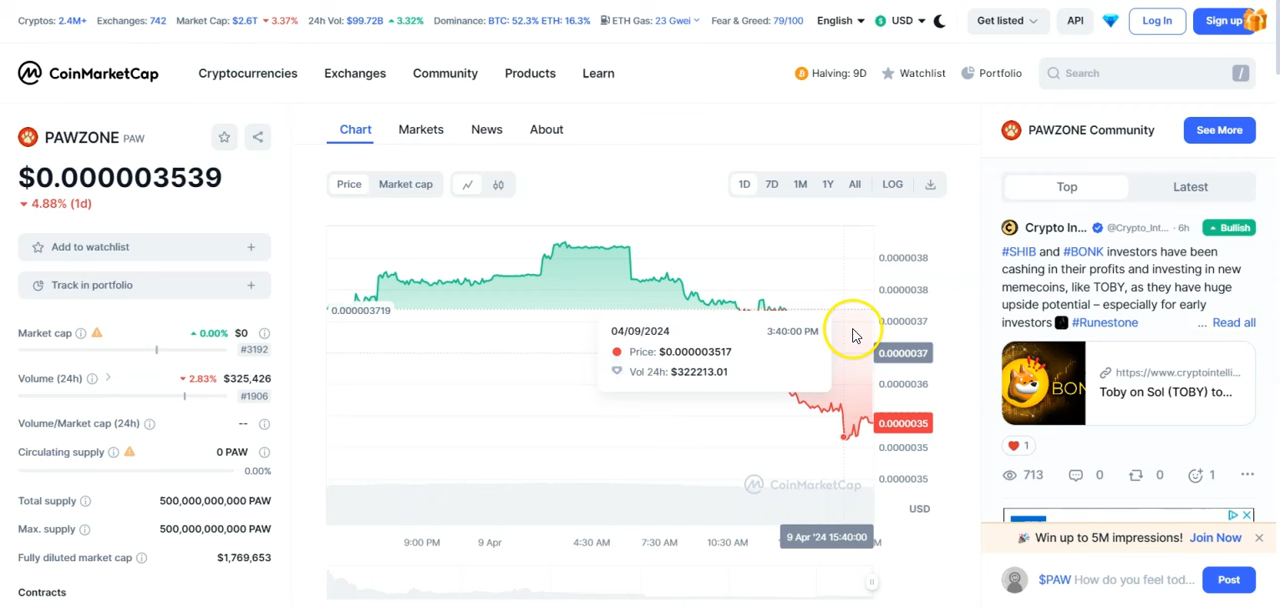 Cryptos: 2.4M+ Exchanges: 742 Market Cap: $2.6T 3.37% 24h Vol: $99.72B 3.32% Dominance: BTC: 52.3% ETH: 16.3% ETH Gas: 23 Gwei Fear & Greed: 79/100 English USD Get listed API Log In Sign up
CoinMarketCap Cryptocurrencies Exchanges Community Products Learn Halving: 9D Watchlist Portfolio Search /
PAWZONE PAW
$0.000003539
4.88% (1d)
Add to watchlist +
Track in portfolio +
Market cap 0.00% $0
#3192
Volume (24h) 2.83% $325,426
#1906
Volume/Market cap (24h) --
Circulating supply 0 PAW
0.00%
Total supply 500,000,000,000 PAW
Max. supply 500,000,000,000 PAW
Fully diluted market cap $1,769,653
Contracts
Chart Markets News About
Price Market cap 1D 7D 1M 1Y All LOG
0.0000038
0.0000038
0.000003719
0.0000037
04/09/2024 3:40:00 PM
Price: $0.000003517
Vol 24h: $322213.01
0.0000037
0.0000036
0.0000035
0.0000035
0.0000035
CoinMarketCap
USD
9:00 PM 9 Apr 4:30 AM 7:30 AM 10:30 AM 9 Apr '24 15:40:00
PAWZONE Community See More
Top Latest
Crypto In... @Crypto_Int... · 6h Bullish
#SHIB and #BONK investors have been
cashing in their profits and investing in new
memecoins, like TOBY, as they have huge
upside potential – especially for early
investors #Runestone ... Read all
BON
https://www.cryptointelli...
Toby on Sol (TOBY) to...
1
713 0 0 1
Win up to 5M impressions! Join Now
$PAW How do you feel tod... Post